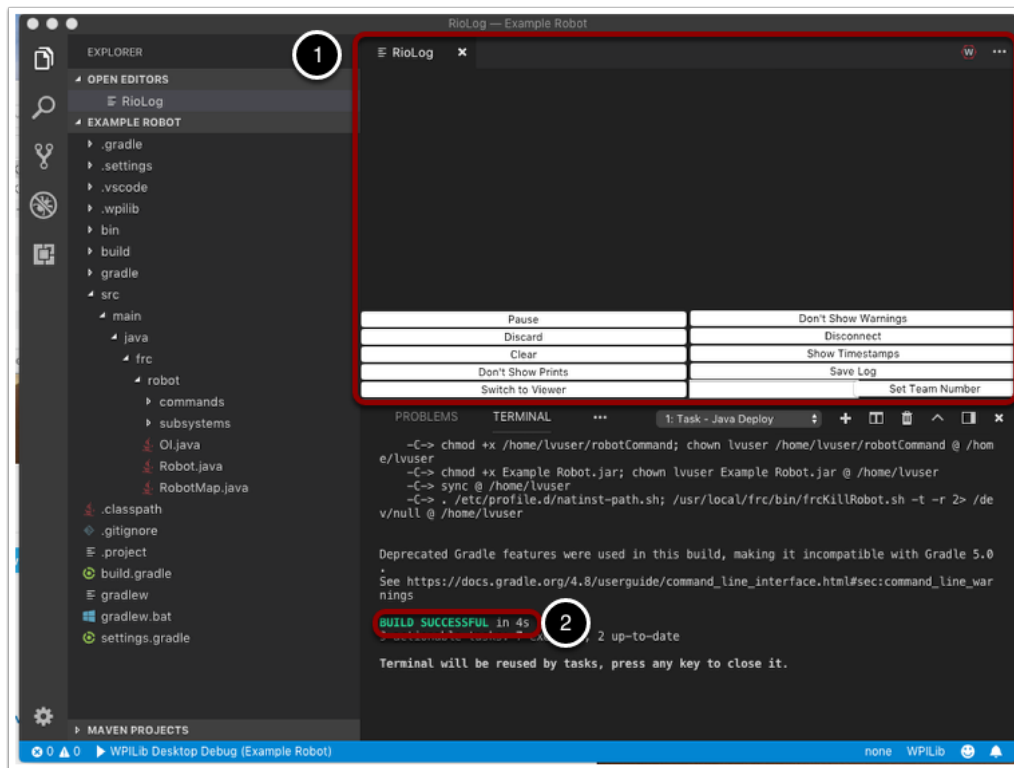 RioLog — Example Robot
EXPLORER
OPEN EDITORS
RioLog
EXAMPLE ROBOT
.gradle
.settings
.vscode
.wpilib
bin
build
gradle
src
main
java
frc
robot
commands
subsystems
OI.java
Robot.java
RobotMap.java
.classpath
.gitignore
.project
build.gradle
gradlew
gradlew.bat
settings.gradle
MAVEN PROJECTS
1
RioLog
W
Pause
Don't Show Warnings
Discard
Disconnect
Clear
Show Timestamps
Don't Show Prints
Save Log
Switch to Viewer
Set Team Number
PROBLEMS TERMINAL ••• 1: Task - Java Deploy
-C-> chmod +x /home/lvuser/robotCommand; chown lvuser /home/lvuser/robotCommand @ /hom
e/lvuser
-C-> chmod +x Example Robot.jar; chown lvuser Example Robot.jar @ /home/lvuser
-C-> sync @ /home/lvuser
-C-> . /etc/profile.d/natinst-path.sh; /usr/local/frc/bin/frcKillRobot.sh -t -r 2> /de
v/null @ /home/lvuser
Deprecated Gradle features were used in this build, making it incompatible with Gradle 5.0
.
See https://docs.gradle.org/4.8/userguide/command_line_interface.html#sec:command_line_war
nings
BUILD SUCCESSFUL in 4s
2
2 up-to-date
Terminal will be reused by tasks, press any key to close it.
0 0 WPILib Desktop Debug (Example Robot)
none WPILib